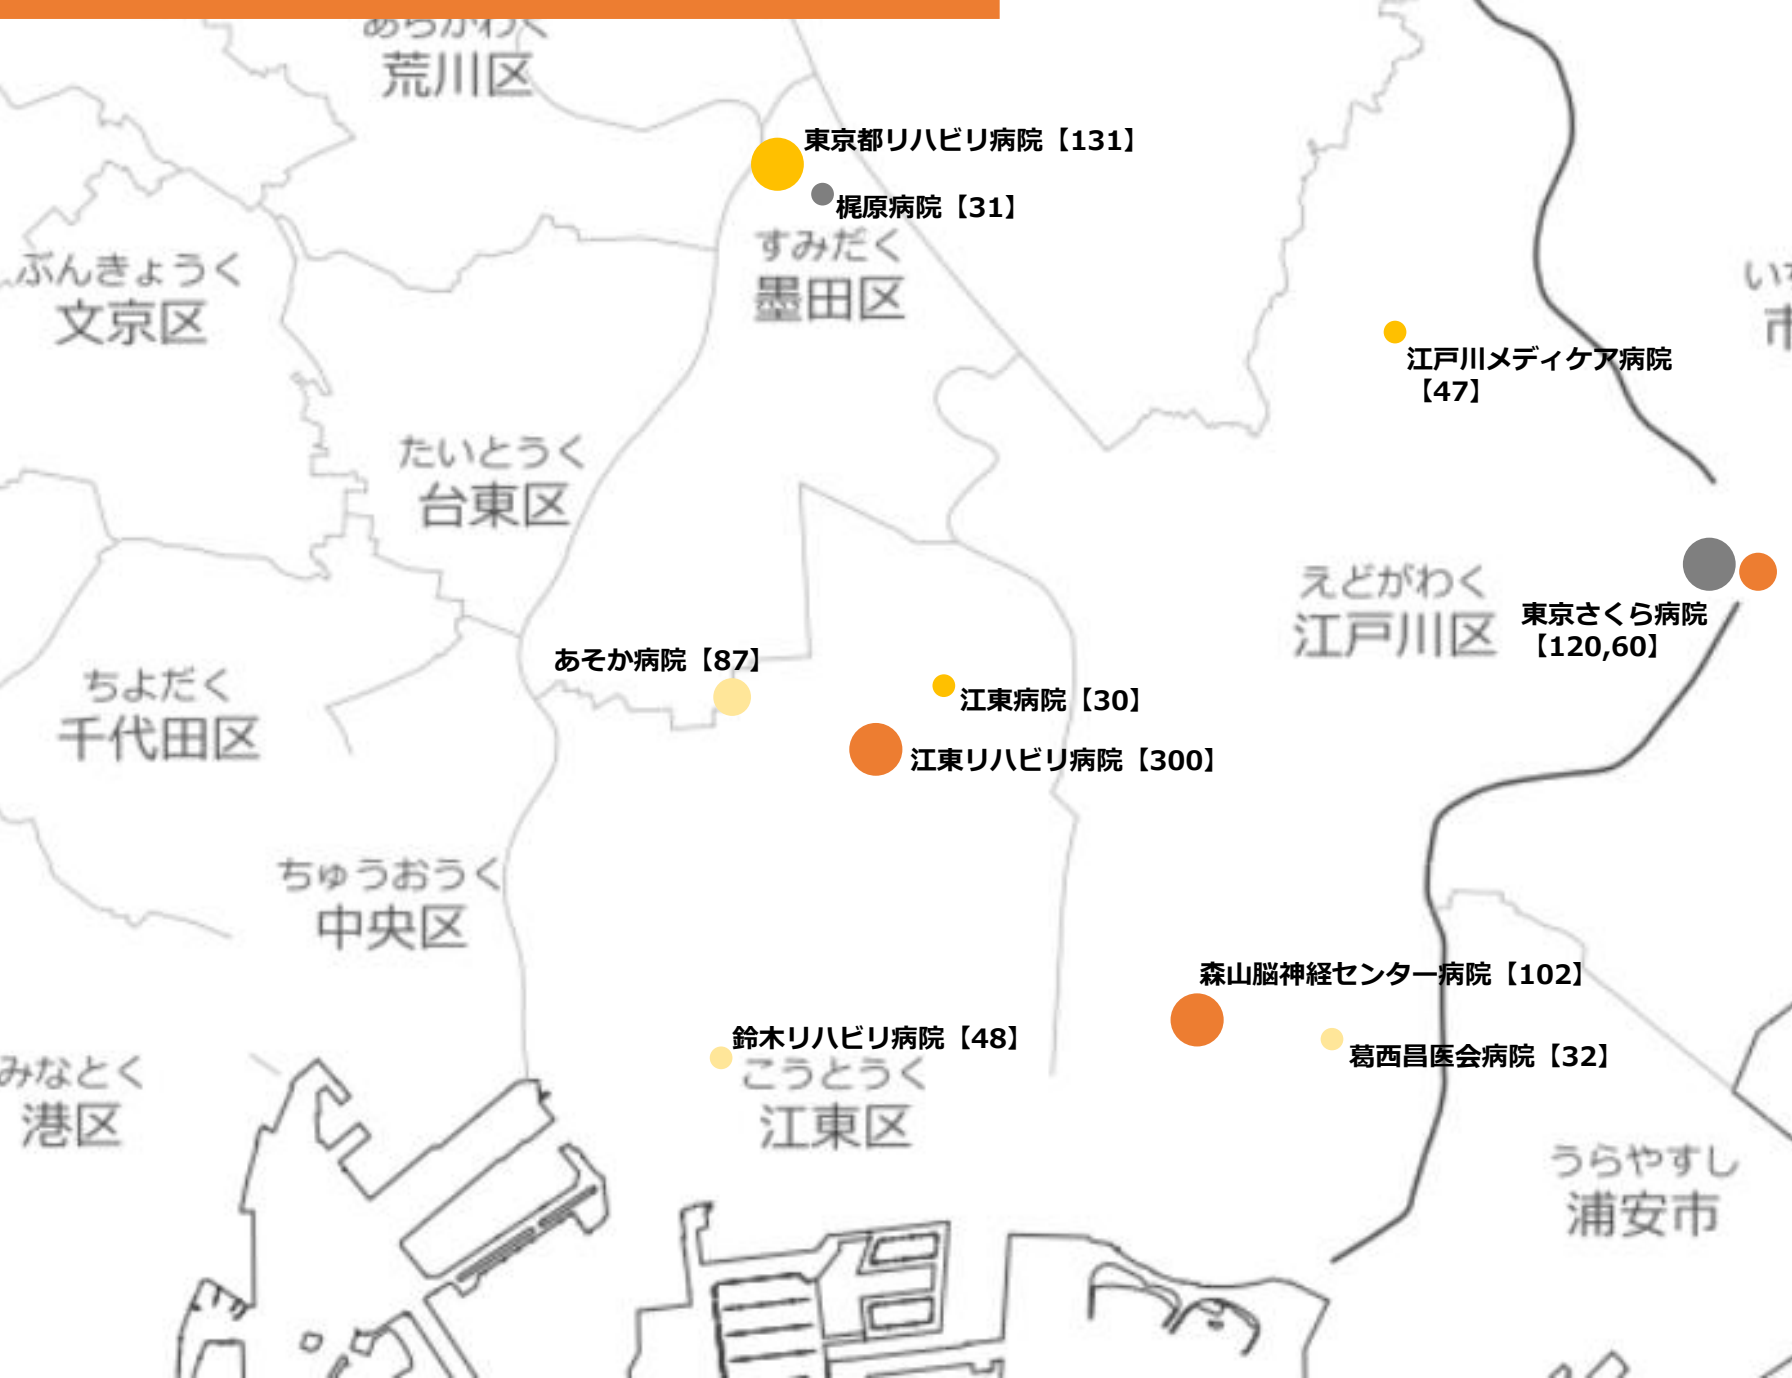 あらかわく
荒川区
東京都リハビリ病院【131】
梶原病院【31】
すみだく
墨田区
ぶんきょうく
文京区
江戸川メディケア病院
【47】
たいとうく
台東区
えどがわく
江戸川区
東京さくら病院
【120,60】
あそか病院【87】
江東病院【30】
江東リハビリ病院【300】
ちよだく
千代田区
ちゅうおうく
中央区
森山脳神経センター病院【102】
葛西昌医会病院【32】
鈴木リハビリ病院【48】
こうとうく
江東区
みなとく
港区
うらやすし
浦安市